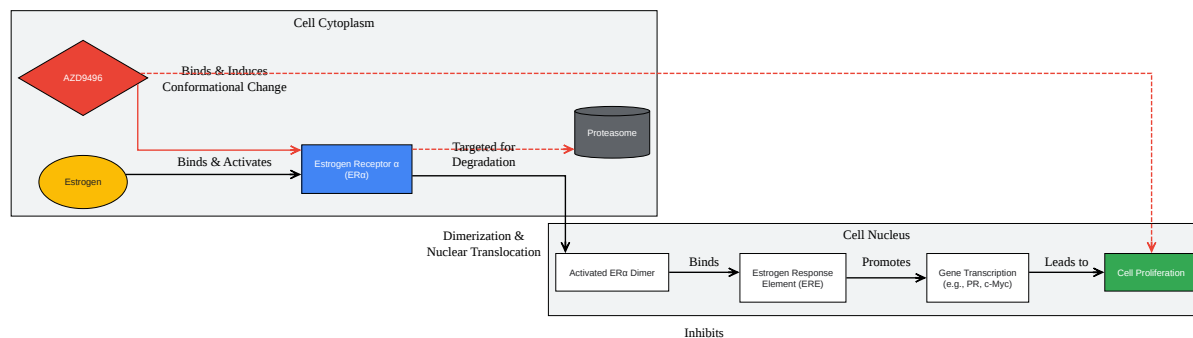 Cell Cytoplasm
AZD9496
Binds & Induces
Conformational Change
Proteasome
Estrogen
Binds & Activates
Estrogen Receptor α
(ERα)
Targeted for
Degradation
Dimerization &
Nuclear Translocation
Cell Nucleus
Activated ERα Dimer
Binds
Estrogen Response
Element (ERE)
Promotes
Gene Transcription
(e.g., PR, c-Myc)
Leads to
Cell Proliferation
Inhibits